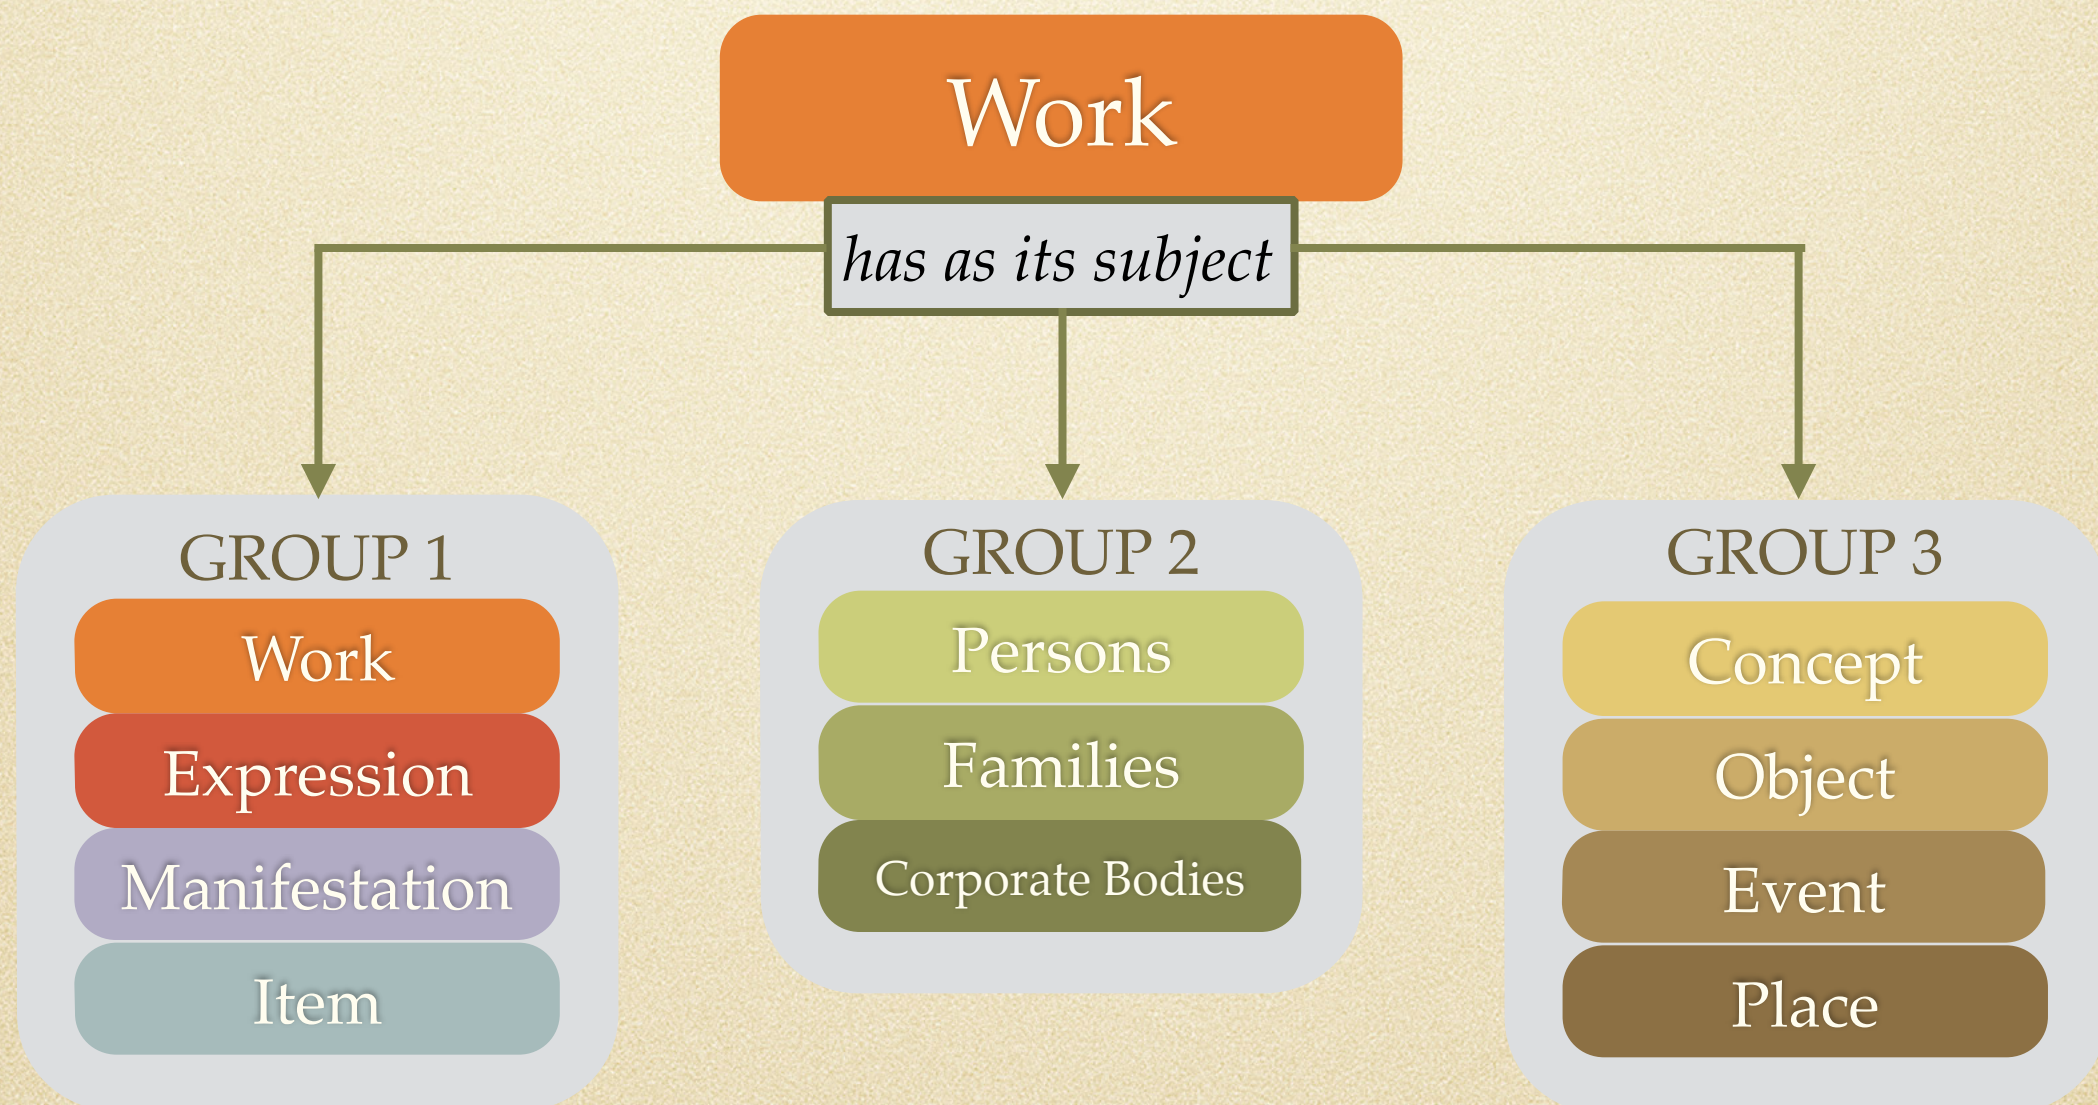 Work
has as its subject
GROUP 1
Work
Expression
Manifestation
Item
GROUP 2
Persons
Families
Corporate Bodies
GROUP 3
Concept
Object
Event
Place